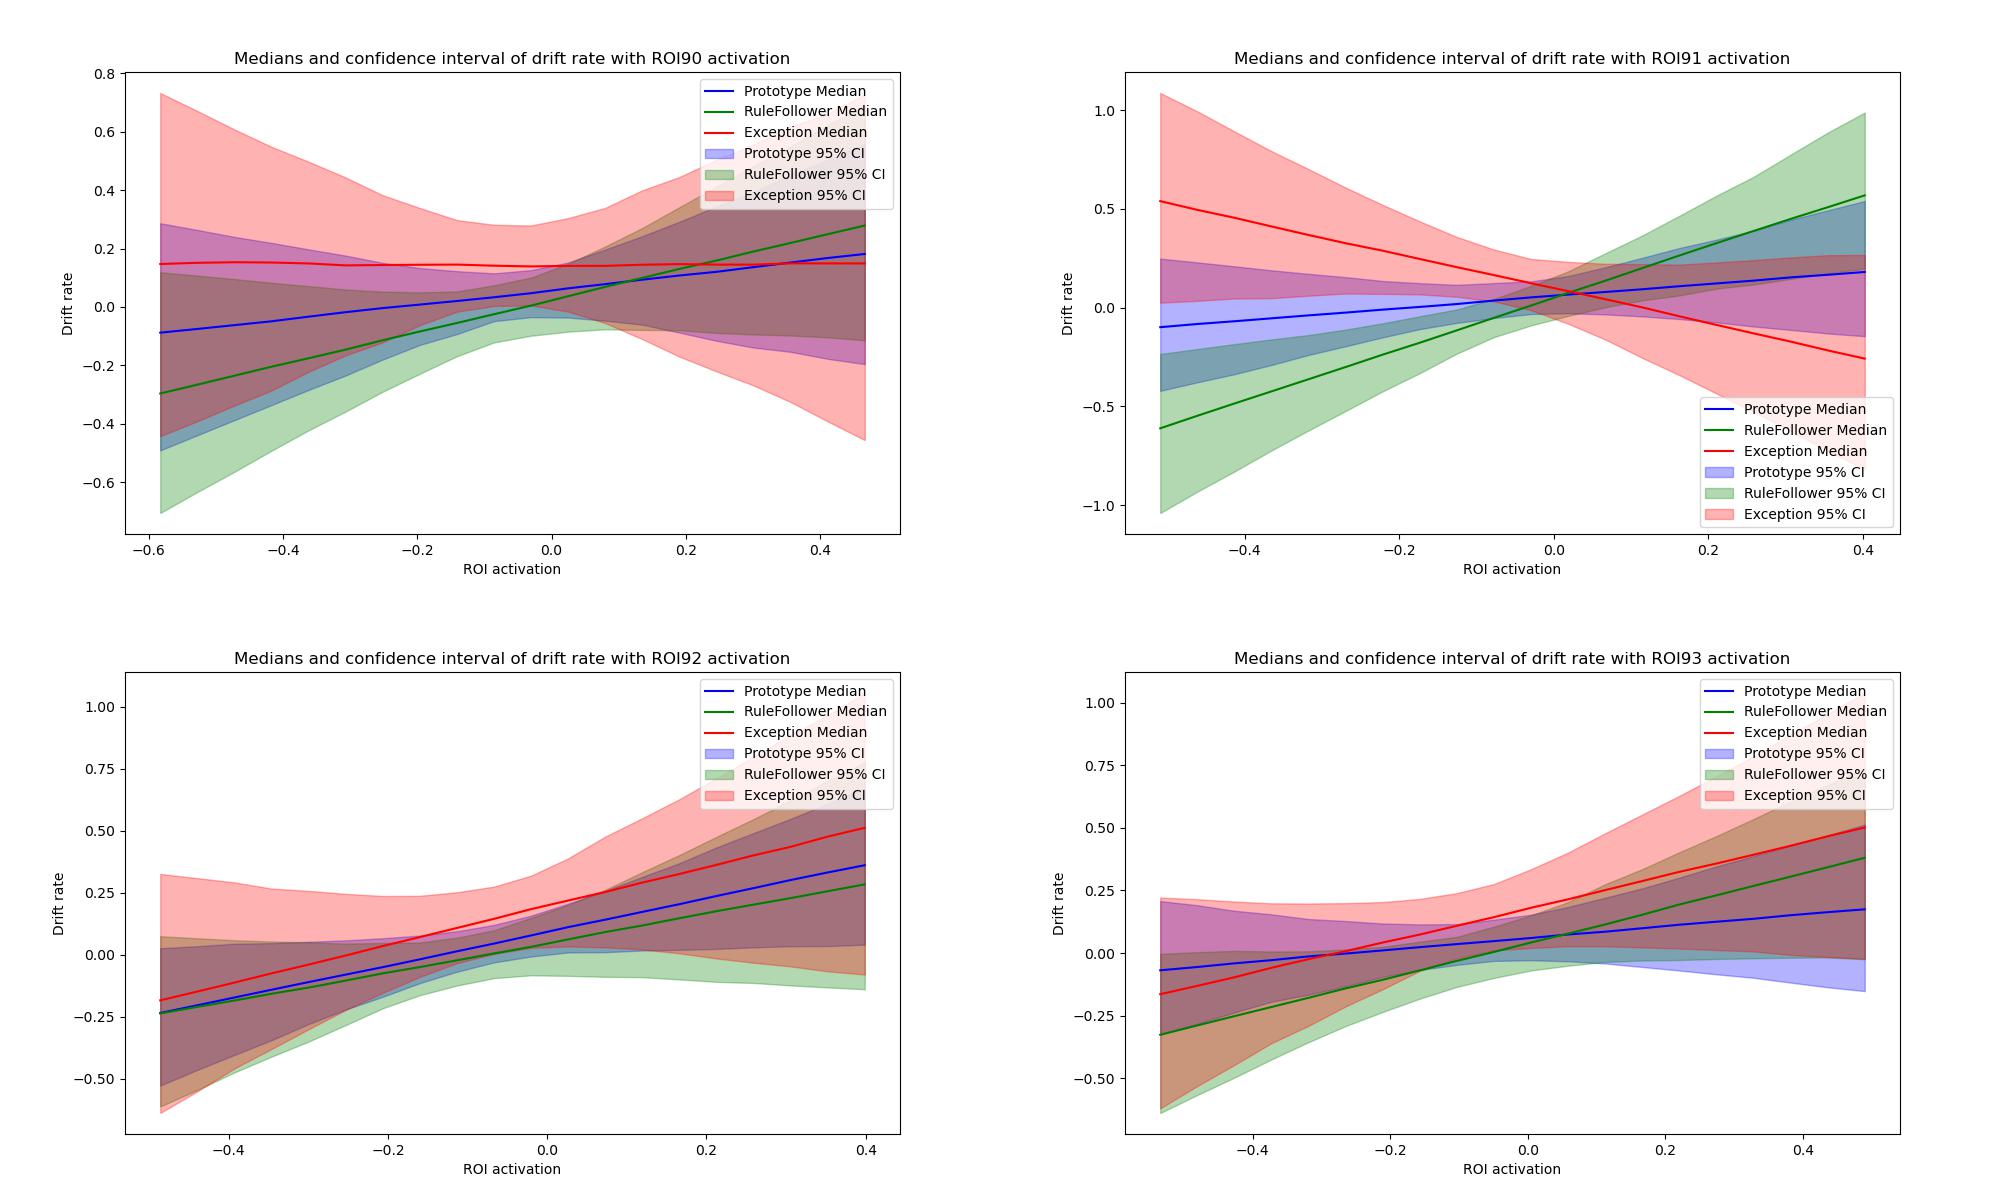 Medians and confidence interval of drift rate with ROI90 activation
0.8
0.6
0.4
0.2
0.0
−0.2
−0.4
−0.6
Drift rate
Prototype Median
RuleFollower Median
Exception Median
Prototype 95% CI
RuleFollower 95% CI
Exception 95% CI
−0.6 −0.4 −0.2 0.0 0.2 0.4
ROI activation
Medians and confidence interval of drift rate with ROI91 activation
1.0
0.5
0.0
−0.5
−1.0
Drift rate
Prototype Median
RuleFollower Median
Exception Median
Prototype 95% CI
RuleFollower 95% CI
Exception 95% CI
−0.4 −0.2 0.0 0.2 0.4
ROI activation
Medians and confidence interval of drift rate with ROI92 activation
1.00
0.75
0.50
0.25
0.00
−0.25
−0.50
Drift rate
Prototype Median
RuleFollower Median
Exception Median
Prototype 95% CI
RuleFollower 95% CI
Exception 95% CI
−0.4 −0.2 0.0 0.2 0.4
ROI activation
Medians and confidence interval of drift rate with ROI93 activation
1.00
0.75
0.50
0.25
0.00
−0.25
−0.50
Drift rate
Prototype Median
RuleFollower Median
Exception Median
Prototype 95% CI
RuleFollower 95% CI
Exception 95% CI
−0.4 −0.2 0.0 0.2 0.4
ROI activation